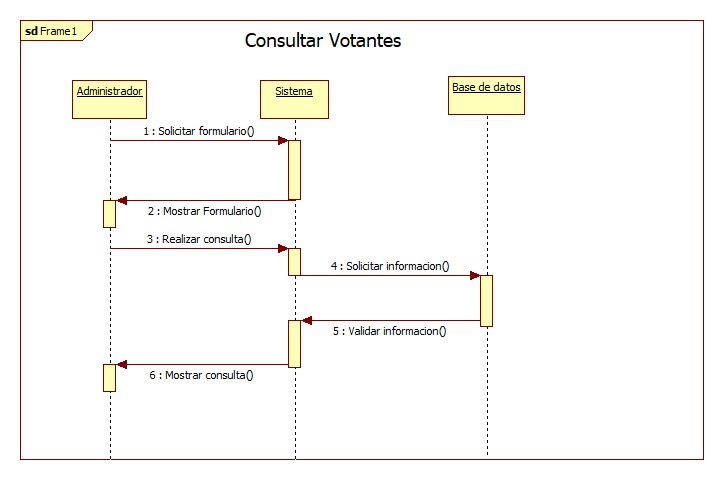 sd Frame1
Consultar Votantes
Administrador
Sistema
Base de datos
1 : Solicitar formulario()
2 : Mostrar Formulario()
3 : Realizar consulta()
4 : Solicitar informacion()
5 : Validar informacion()
6 : Mostrar consulta()